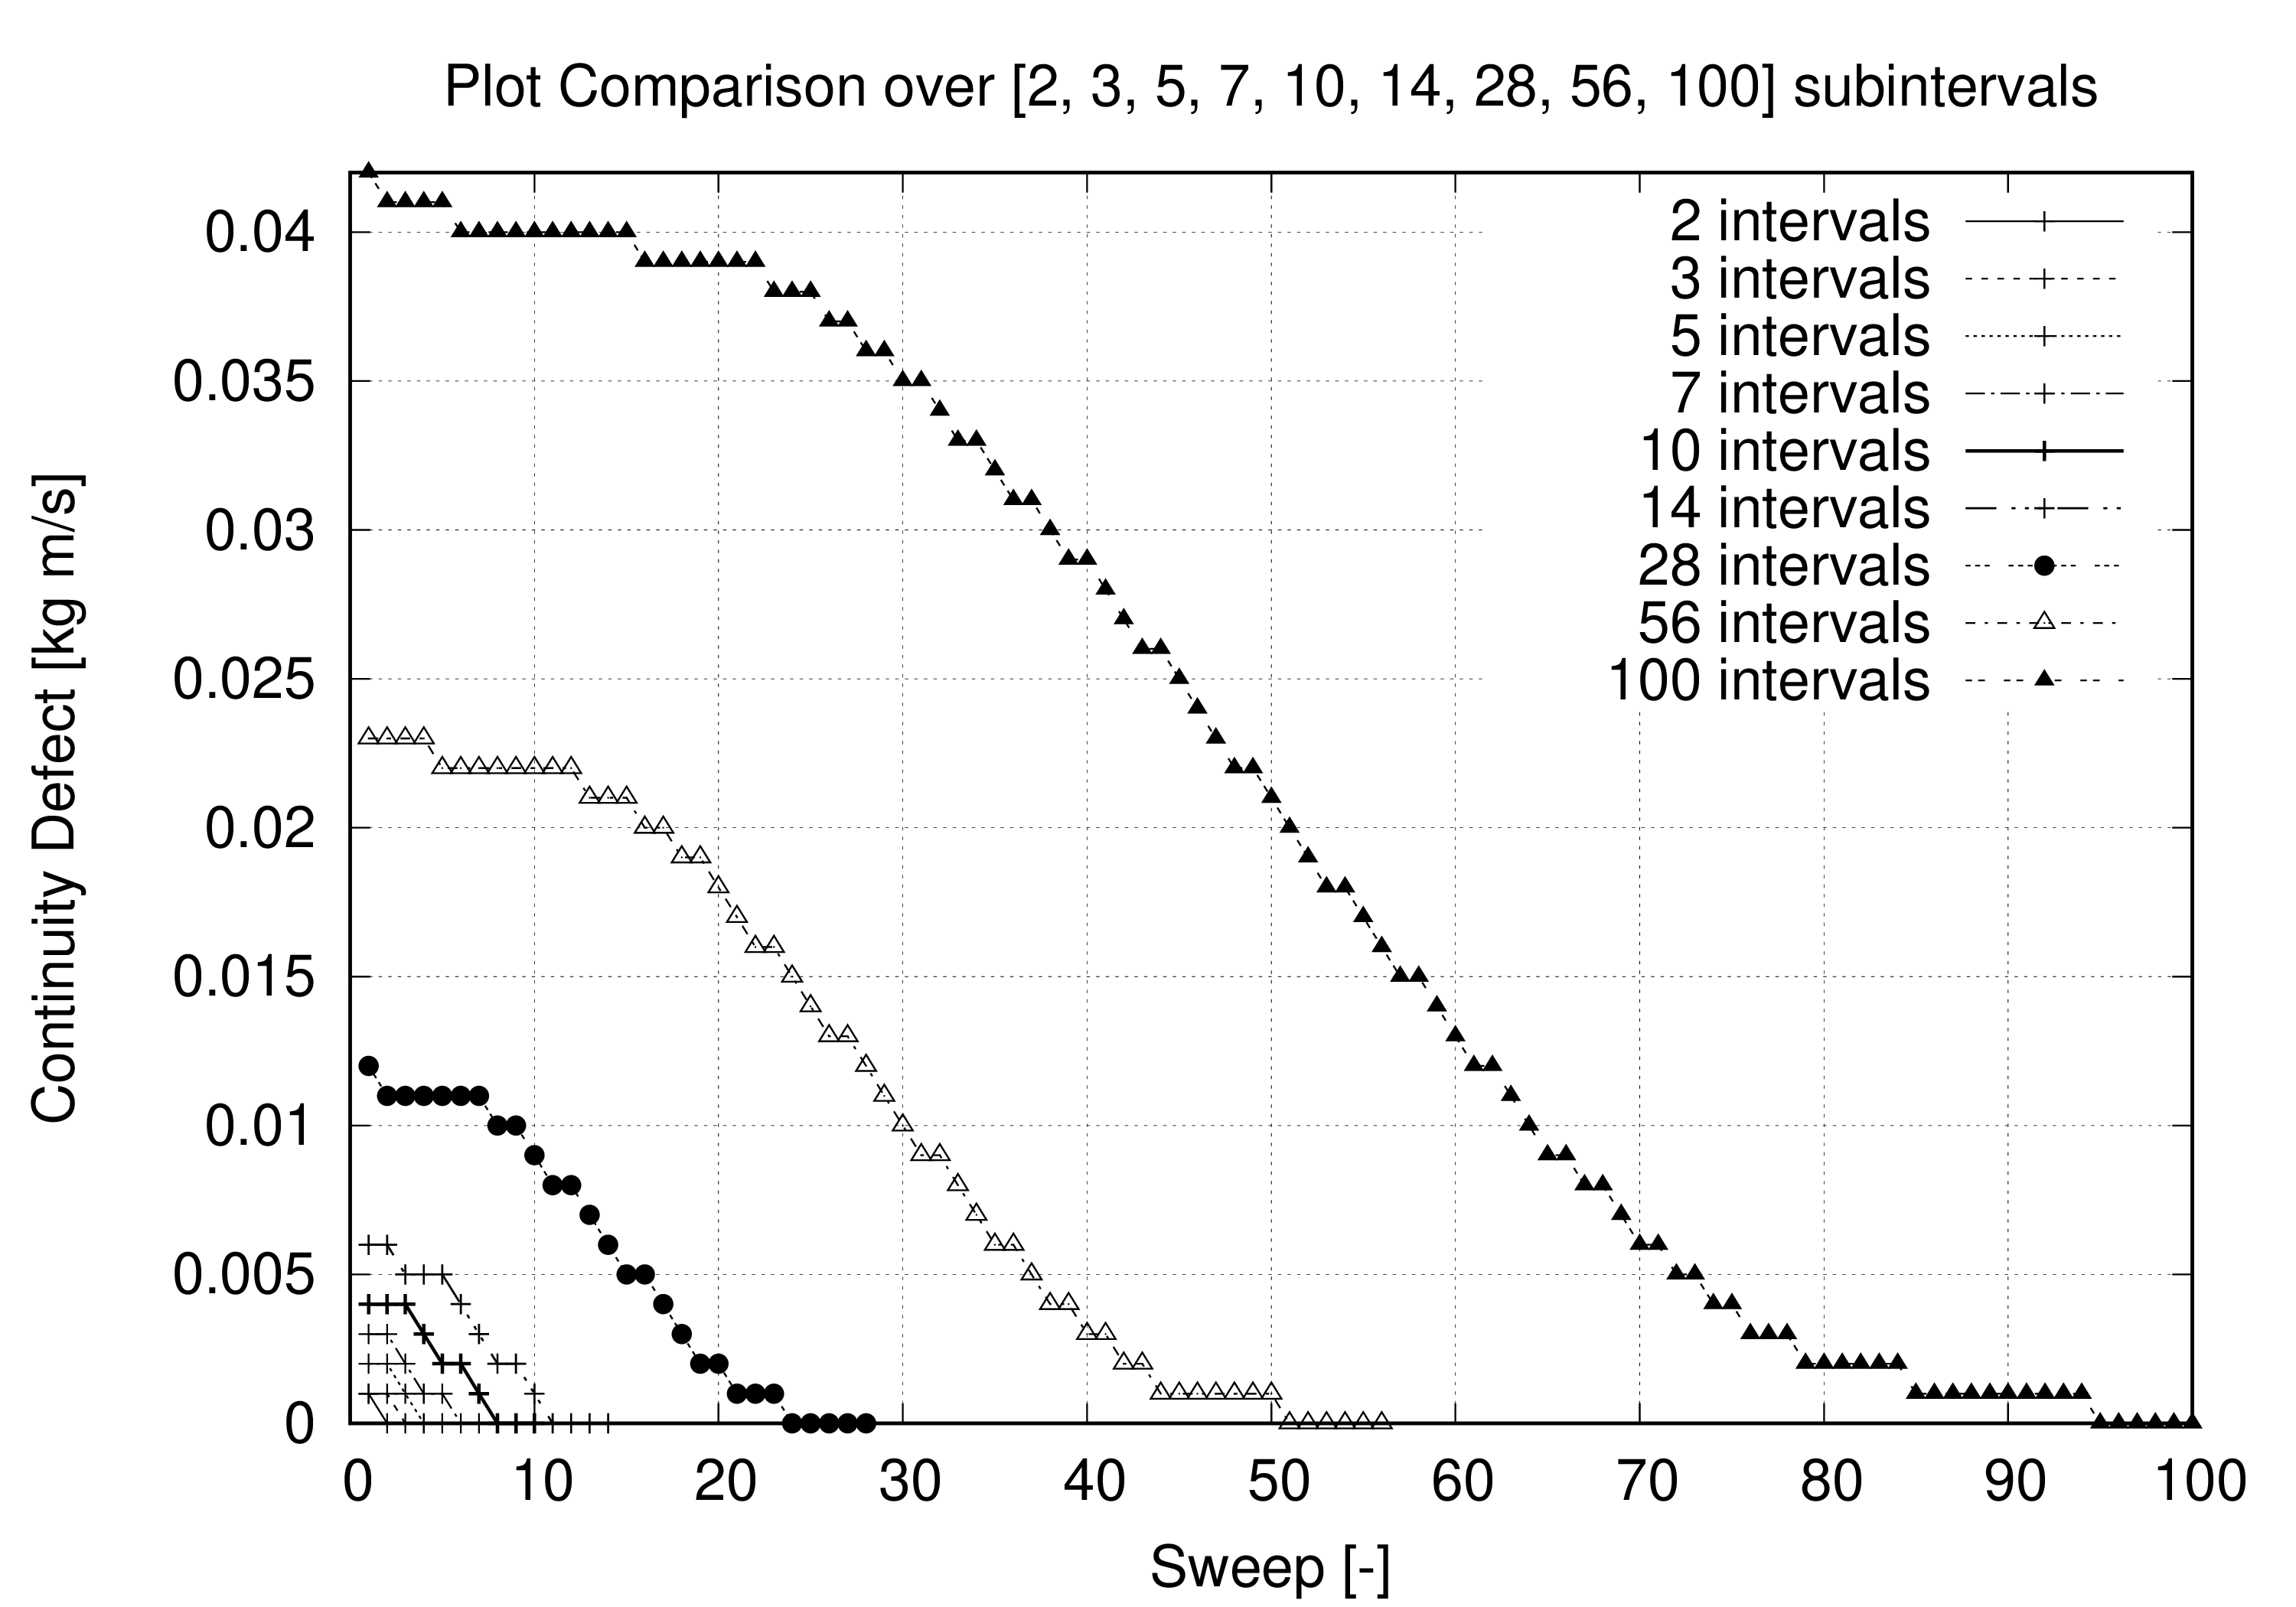 Plot Comparison over [2, 3, 5, 7, 10, 14, 28, 56, 100] subintervals
Continuity Defect [kg m/s]
0.04
0.035
0.03
0.025
0.02
0.015
0.01
0.005
0
2 intervals
3 intervals
5 intervals
7 intervals
10 intervals
14 intervals
28 intervals
56 intervals
100 intervals
0 10 20 30 40 50 60 70 80 90 100
Sweep [-]